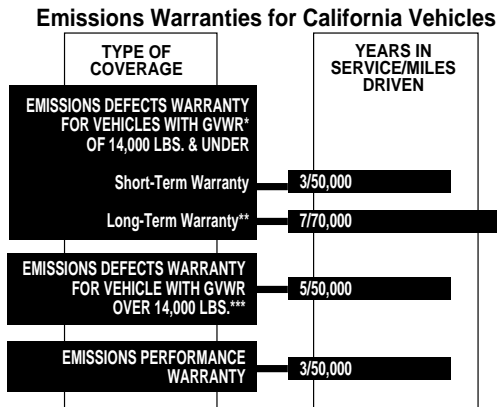 Emissions Warranties for California Vehicles
TYPE OF
COVERAGE
YEARS IN
SERVICE/MILES
DRIVEN
EMISSIONS DEFECTS WARRANTY
FOR VEHICLES WITH GVWR*
OF 14,000 LBS. & UNDER
Short-Term Warranty
3/50,000
Long-Term Warranty**
7/70,000
EMISSIONS DEFECTS WARRANTY
FOR VEHICLE WITH GVWR
OVER 14,000 LBS.***
5/50,000
EMISSIONS PERFORMANCE
WARRANTY
3/50,000